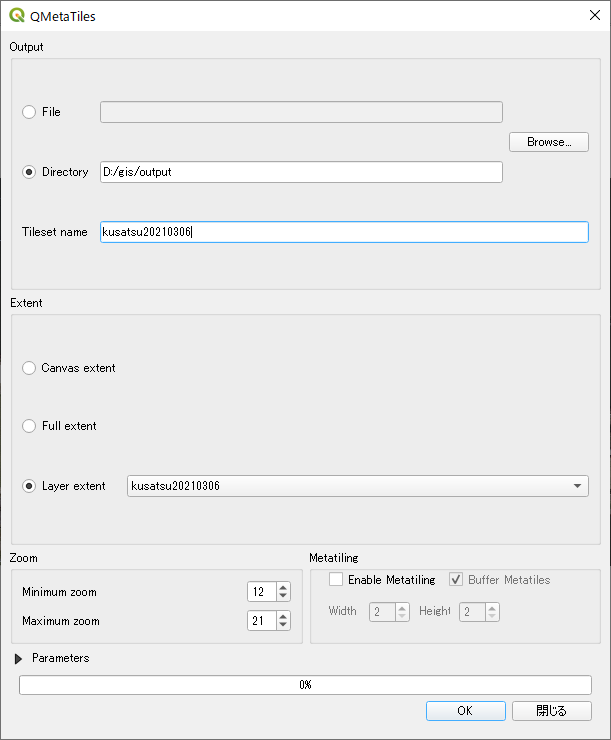 QMetaTiles
Output
File
Browse...
Directory D:/gis/output
Tileset name kusatsu20210306
Extent
Canvas extent
Full extent
Layer extent kusatsu20210306
Zoom
Minimum zoom 12
Maximum zoom 21
Metatiling
Enable Metatiling Buffer Metatiles
Width 2 Height 2
Parameters
0%
OK 閉じる